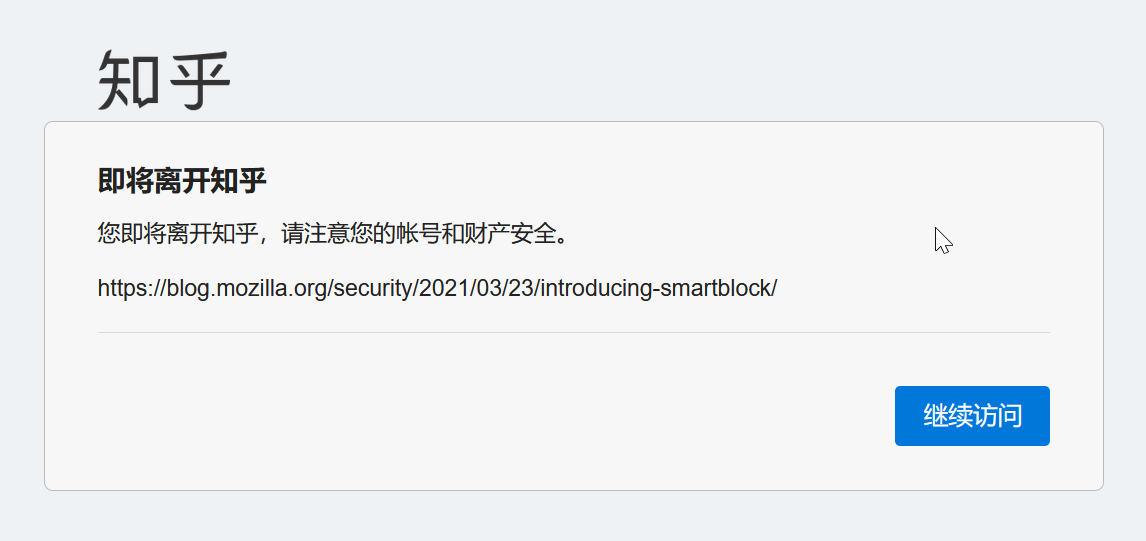 知乎
即将离开知乎
您即将离开知乎，请注意您的帐号和财产安全。
https://blog.mozilla.org/security/2021/03/23/introducing-smartblock/
继续访问